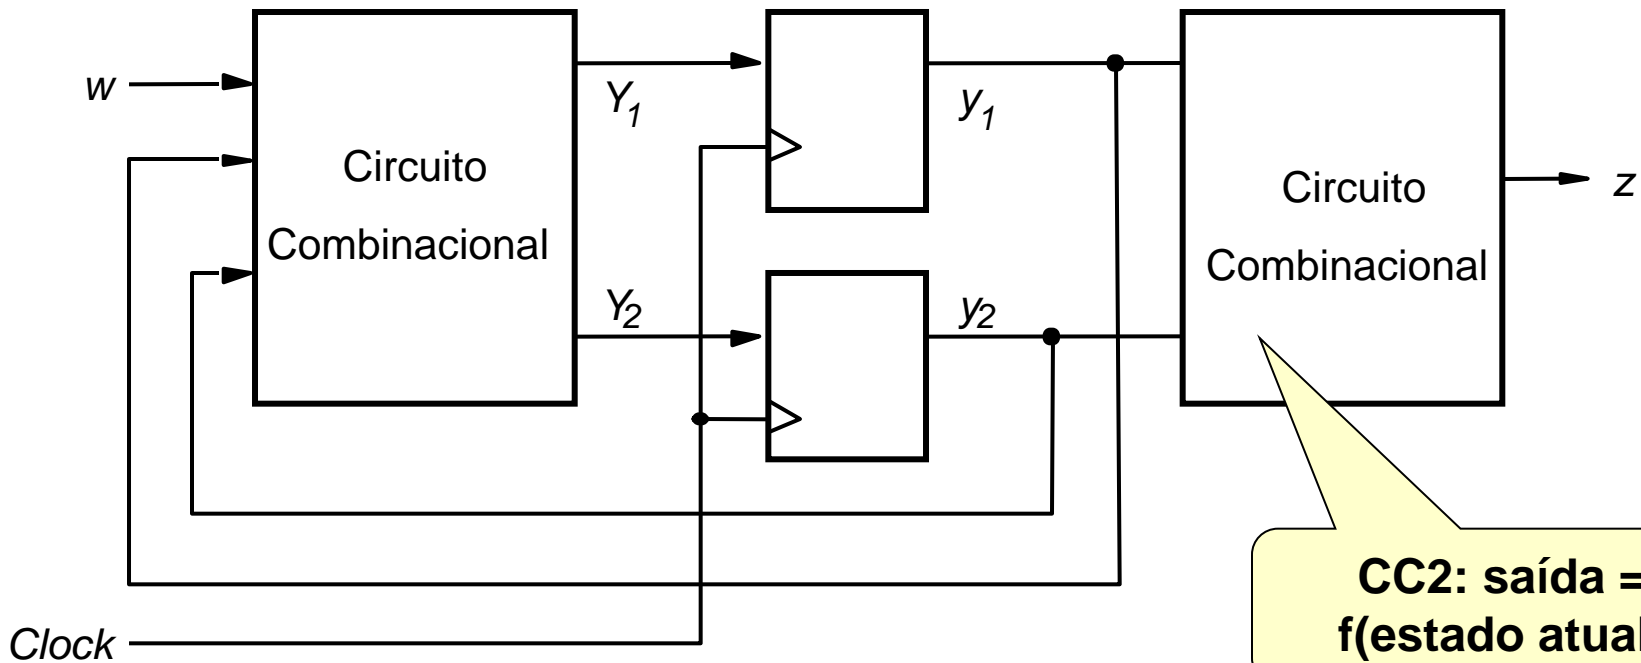 w
Circuito
Combinacional
Y1
Y2
y1
y2
Circuito
Combinacional
z
Clock
CC2: saída =
f(estado atual